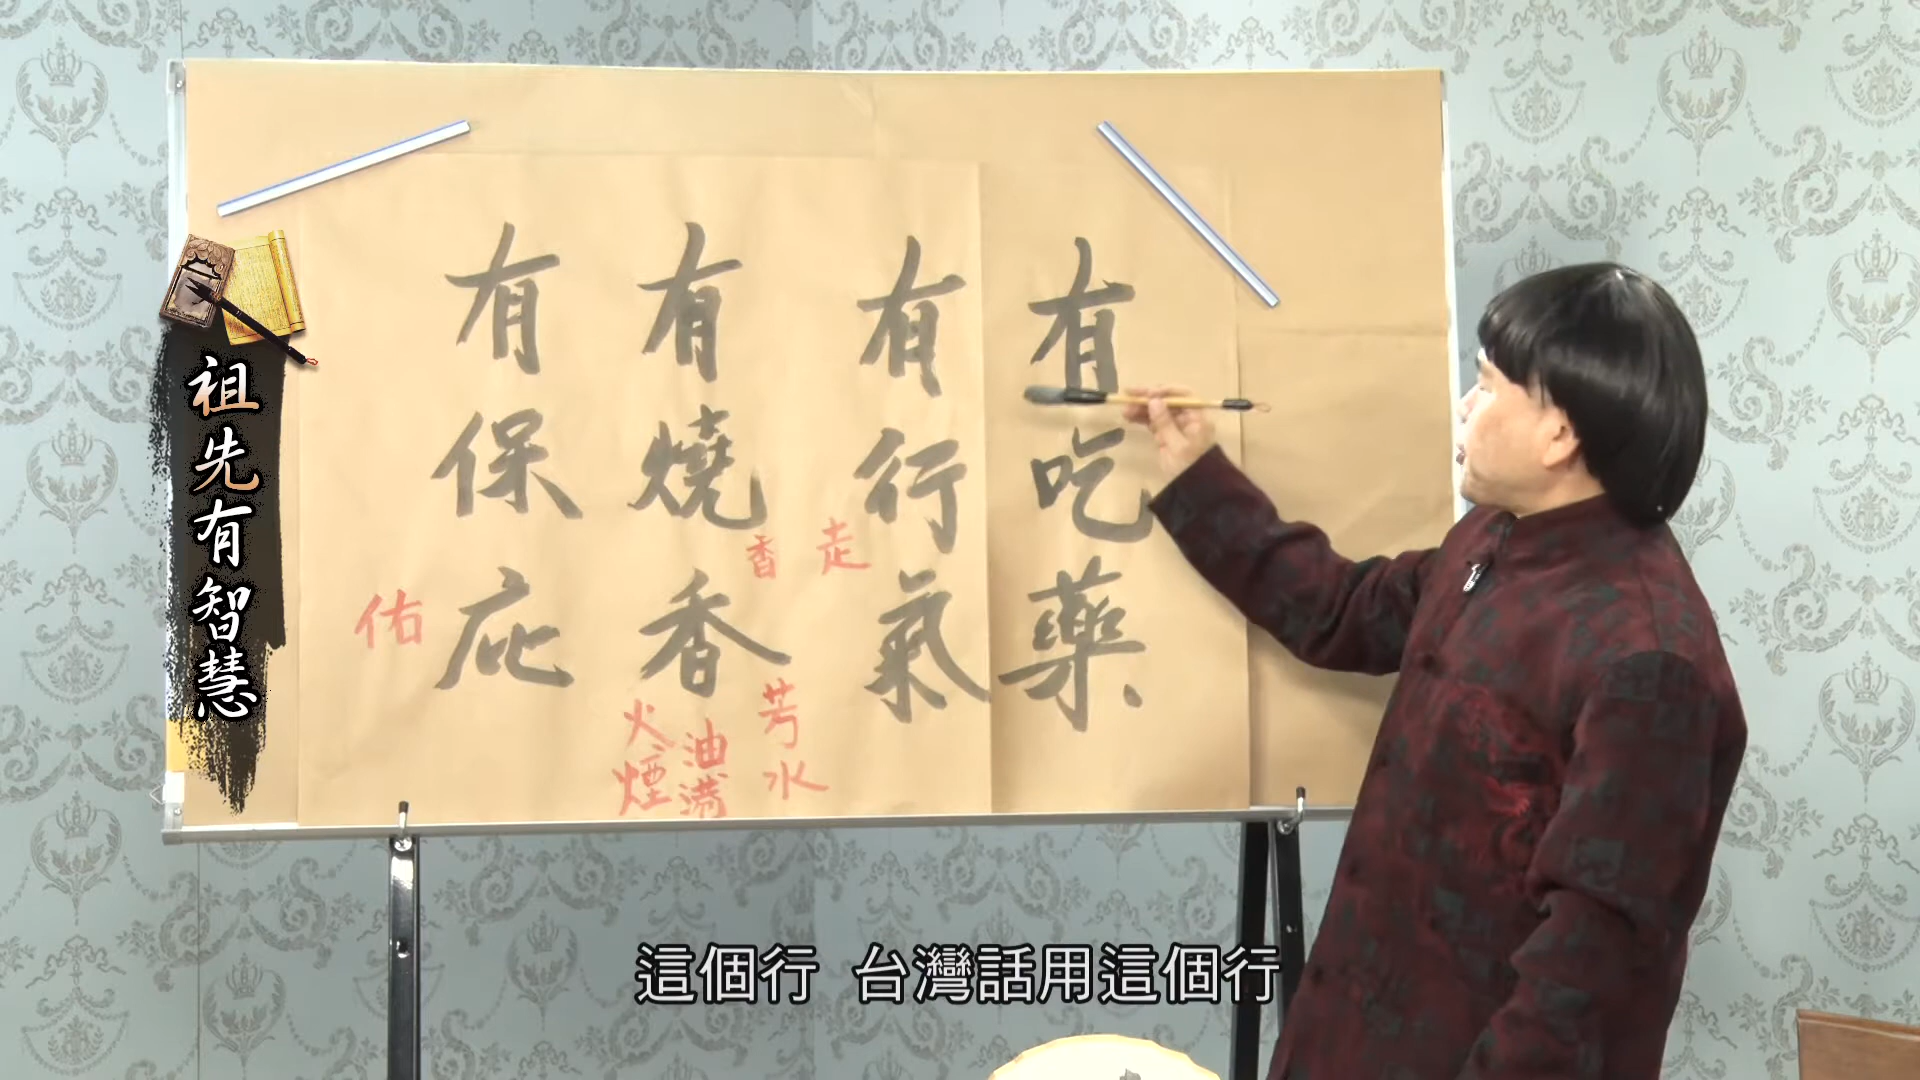 有吃藥
有行氣
走
有燒香
香
芳水
油滿
火煙
有保庇
佑
祖先有智慧
這個行 台灣話用這個行